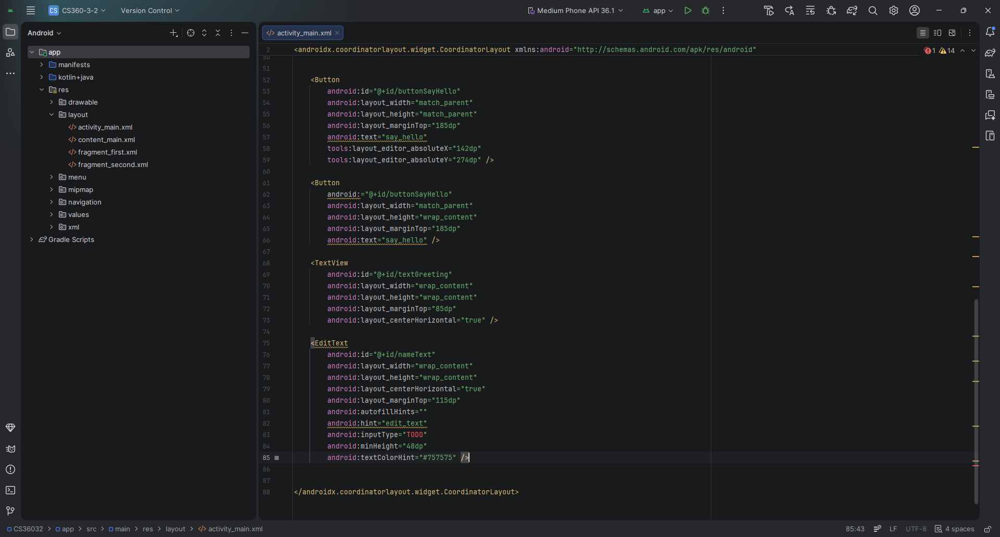 CS CS360-3-2 Version Control Medium Phone API 36.1 app
Android
app
manifests
kotlin+java
res
drawable
layout
activity_main.xml
content_main.xml
fragment_first.xml
fragment_second.xml
menu
mipmap
navigation
values
xml
Gradle Scripts
activity_main.xml
2 <androidx.coordinatorlayout.widget.CoordinatorLayout xmlns:android="http://schemas.android.com/apk/res/android"
1 14
50
51
52 <Button
53 android:id="@+id/buttonSayHello"
54 android:layout_width="match_parent"
55 android:layout_height="match_parent"
56 android:layout_marginTop="185dp"
57 android:text="say_hello"
58 tools:layout_editor_absoluteX="142dp"
59 tools:layout_editor_absoluteY="274dp" />
60
61 <Button
62 android:="@+id/buttonSayHello"
63 android:layout_width="match_parent"
64 android:layout_height="wrap_content"
65 android:layout_marginTop="185dp"
66 android:text="say_hello" />
67
68 <TextView
69 android:id="@+id/textGreeting"
70 android:layout_width="wrap_content"
71 android:layout_height="wrap_content"
72 android:layout_marginTop="85dp"
73 android:layout_centerHorizontal="true" />
74
75 <EditText
76 android:id="@+id/nameText"
77 android:layout_width="wrap_content"
78 android:layout_height="wrap_content"
79 android:layout_centerHorizontal="true"
80 android:layout_marginTop="115dp"
81 android:autofillHints=""
82 android:hint="edit_text"
83 android:inputType="TODO"
84 android:minHeight="48dp"
85 android:textColorHint="#757575" />
86
87
88 </androidx.coordinatorlayout.widget.CoordinatorLayout>
CS36032 > app > src > main > res > layout > activity_main.xml
85:43 LF UTF-8 4 spaces